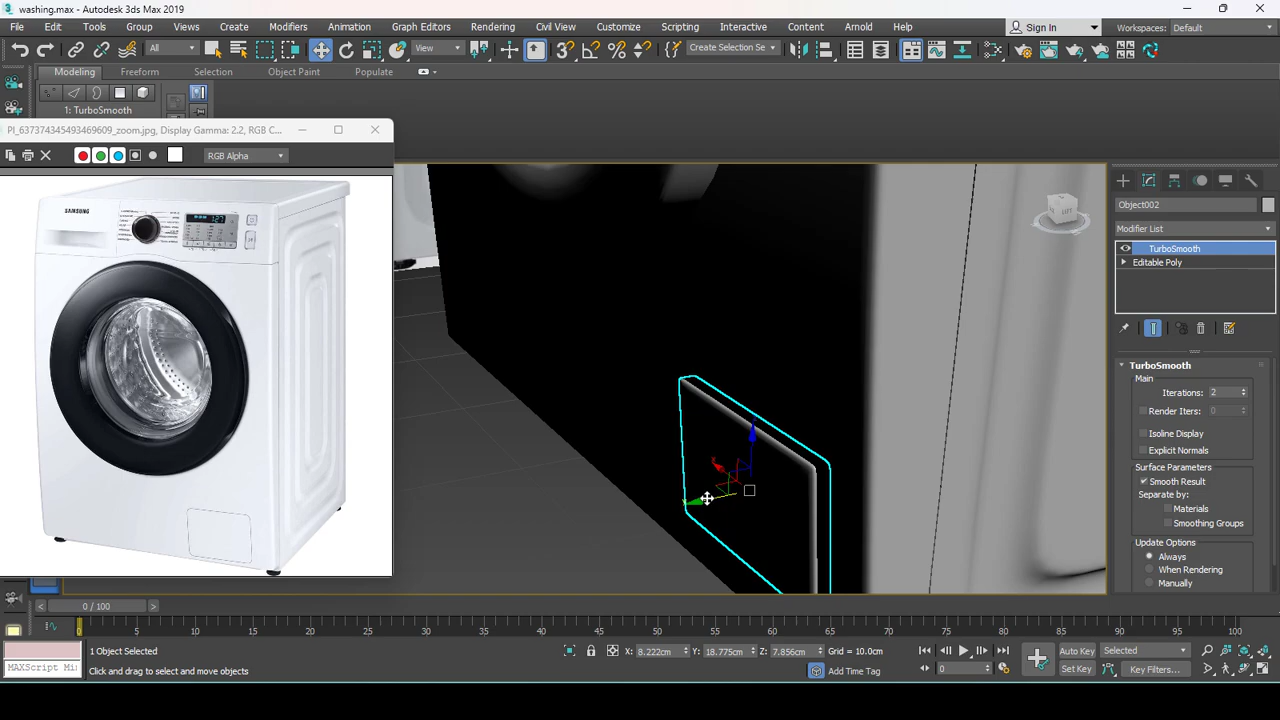 washing.max - Autodesk 3ds Max 2019
File Edit Tools Group Views Create Modifiers Animation Graph Editors Rendering Civil View Customize Scripting Interactive Content Arnold Help
Sign In
Workspaces: Default
All
View
Create Selection Se
Modeling Freeform Selection Object Paint Populate
1: TurboSmooth
PI_637374345493469609_zoom.jpg, Display Gamma: 2.2, RGB C...
RGB Alpha
SAMSUNG
Object002
Modifier List
TurboSmooth
Editable Poly
TurboSmooth
Main
Iterations: 2
Render Iters: 0
Isoline Display
Explicit Normals
Surface Parameters
Smooth Result
Separate by:
Materials
Smoothing Groups
Update Options
Always
When Rendering
Manually
0 / 100
0 5 10 15 20 25 30 35 40 45 50 55 60 65 70 75 80 85 90 95 100
1 Object Selected
X: 8.222cm Y: 18.775cm Z: 7.856cm Grid = 10.0cm
Auto Key Selected
MAXScript Mi
Click and drag to select and move objects
Add Time Tag
0
Set Key Key Filters...